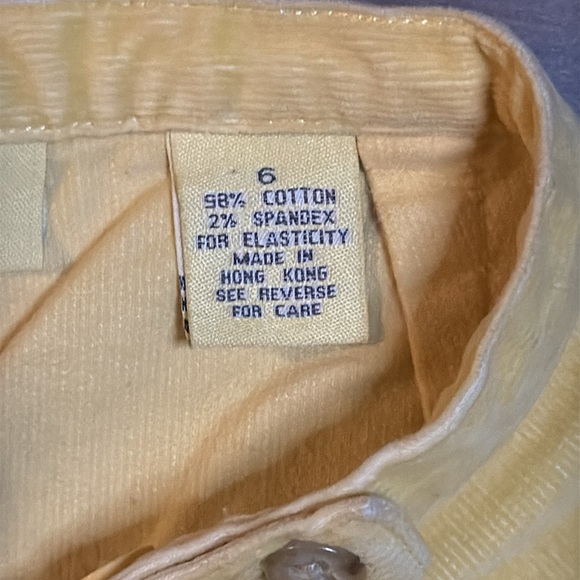 6
98% COTTON
2% SPANDEX
FOR ELASTICITY
MADE IN
HONG KONG
SEE REVERSE
FOR CARE